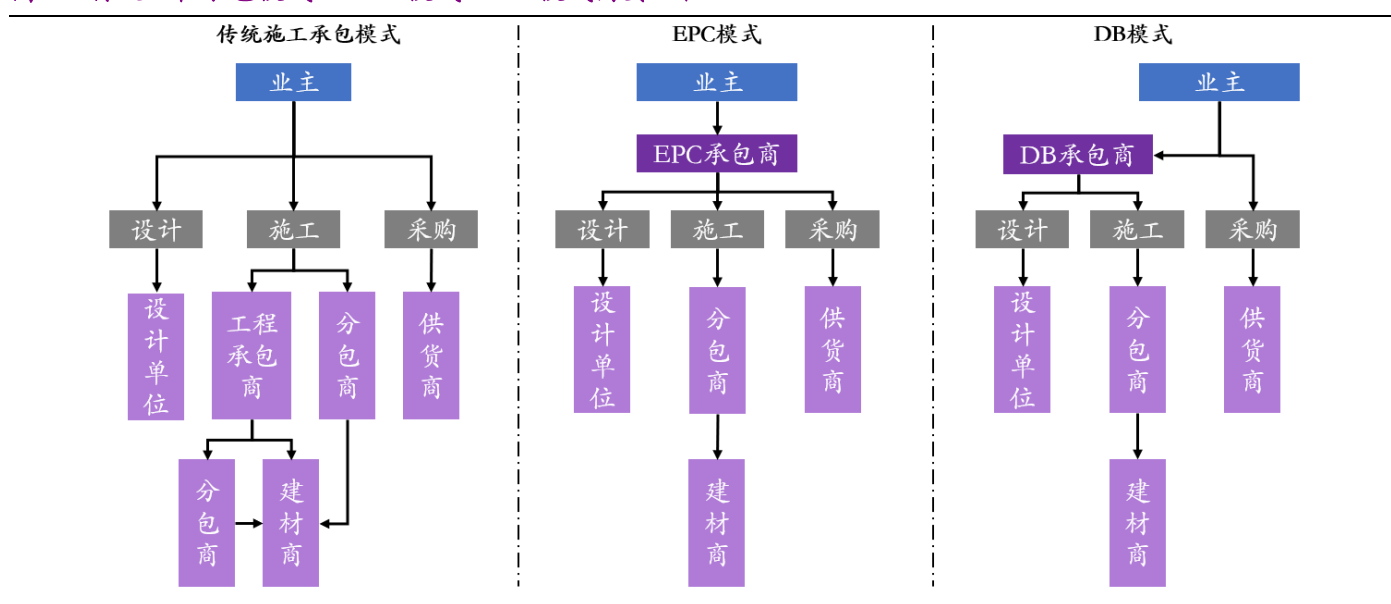 传统施工承包模式
业主
设计
施工
采购
设计单位
工程承包商
分包商
供货商
分包商
建材商
EPC模式
业主
EPC承包商
设计
施工
采购
设计单位
分包商
供货商
建材商
DB模式
业主
DB承包商
设计
施工
采购
设计单位
分包商
供货商
建材商